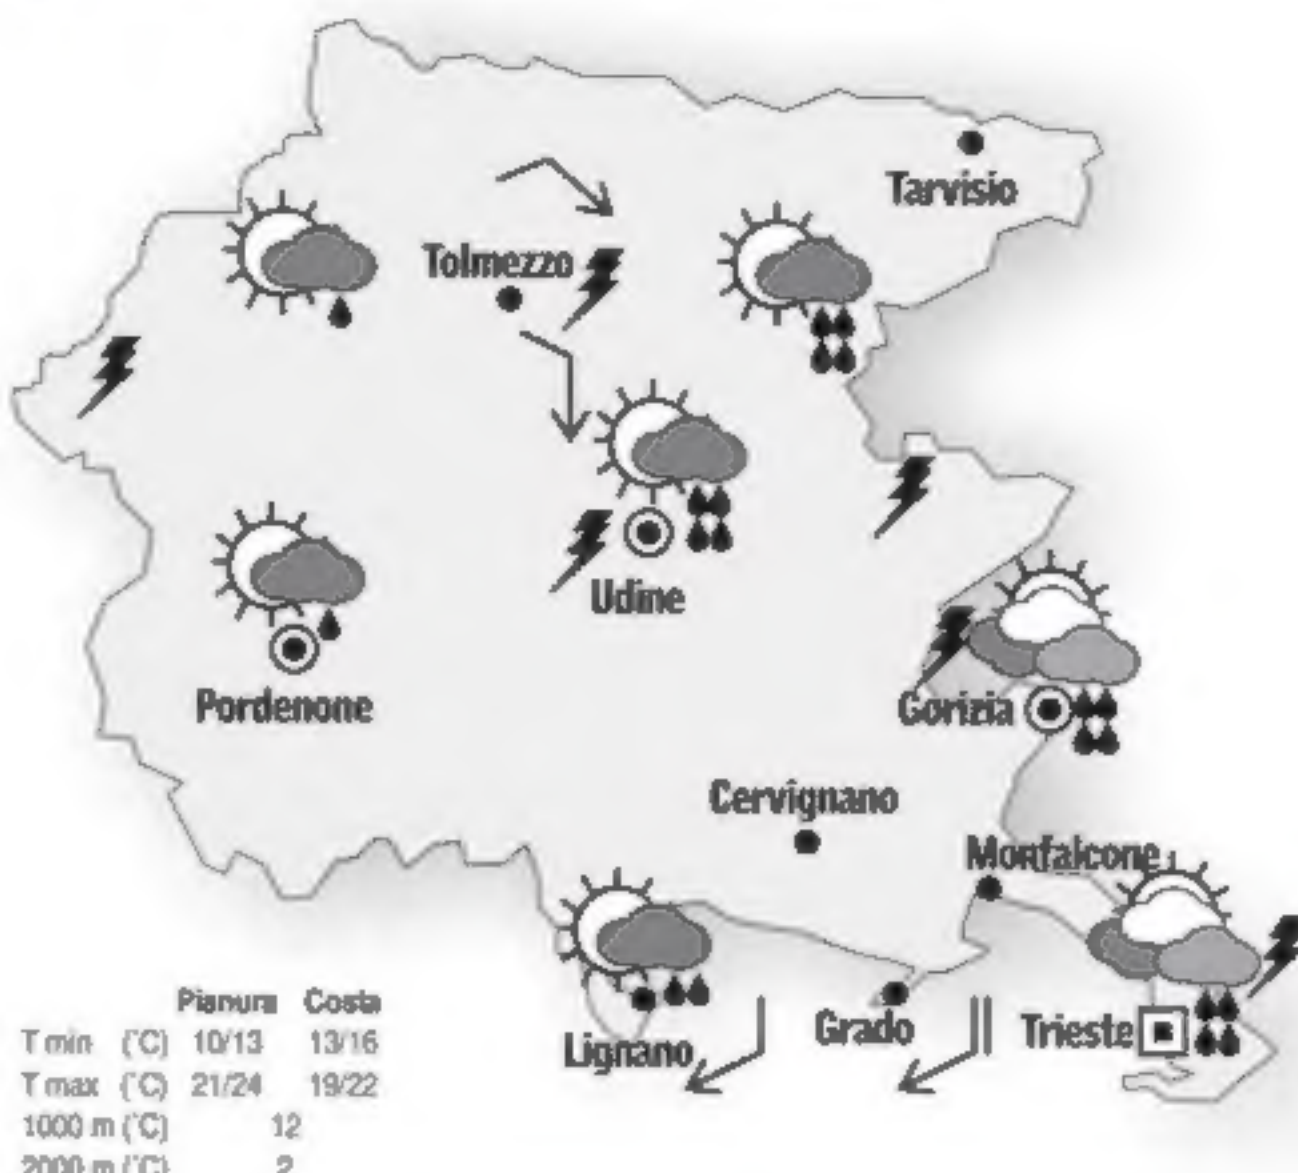 Tarvisio
Tolmezzo
Udine
Pordenone
Gorizia
Cervignano
Monfalcone
Lignano
Grado
Trieste
Pianura Costa
T min (°C) 10/13 13/16
T max (°C) 21/24 19/22
1000 m (°C) 12
2000 m (°C) 2